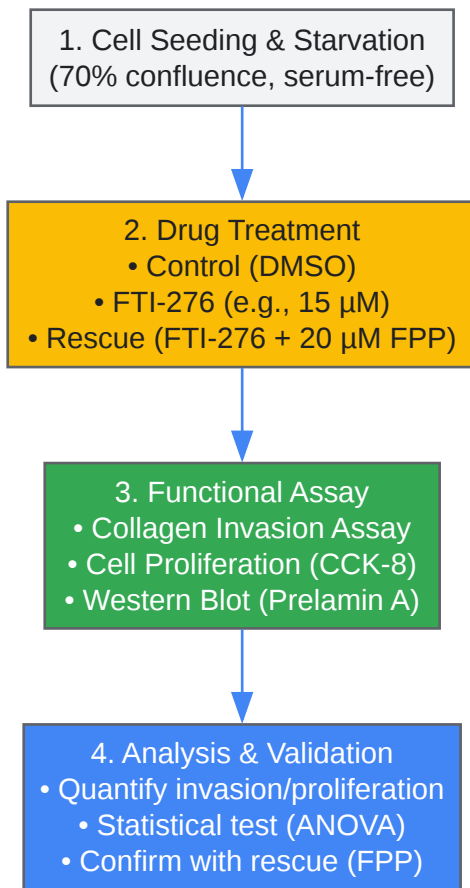 1. Cell Seeding & Starvation
(70% confluence, serum-free)
2. Drug Treatment
• Control (DMSO)
• FTI-276 (e.g., 15 µM)
• Rescue (FTI-276 + 20 µM FPP)
3. Functional Assay
• Collagen Invasion Assay
• Cell Proliferation (CCK-8)
• Western Blot (Prelamin A)
4. Analysis & Validation
• Quantify invasion/proliferation
• Statistical test (ANOVA)
• Confirm with rescue (FPP)